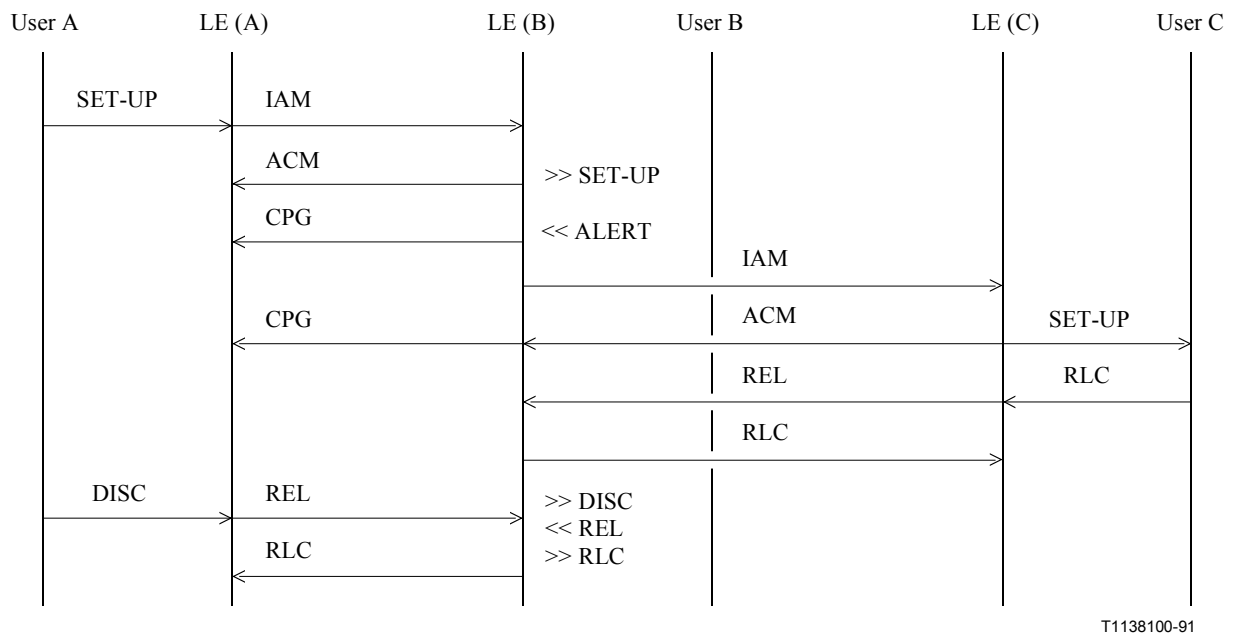 User A LE (A) LE (B) User B LE (C) User C
SET-UP IAM
ACM >> SET-UP
CPG << ALERT
IAM
CPG ACM SET-UP
REL RLC
RLC
DISC REL >> DISC
<< REL
RLC >> RLC
T1138100-91